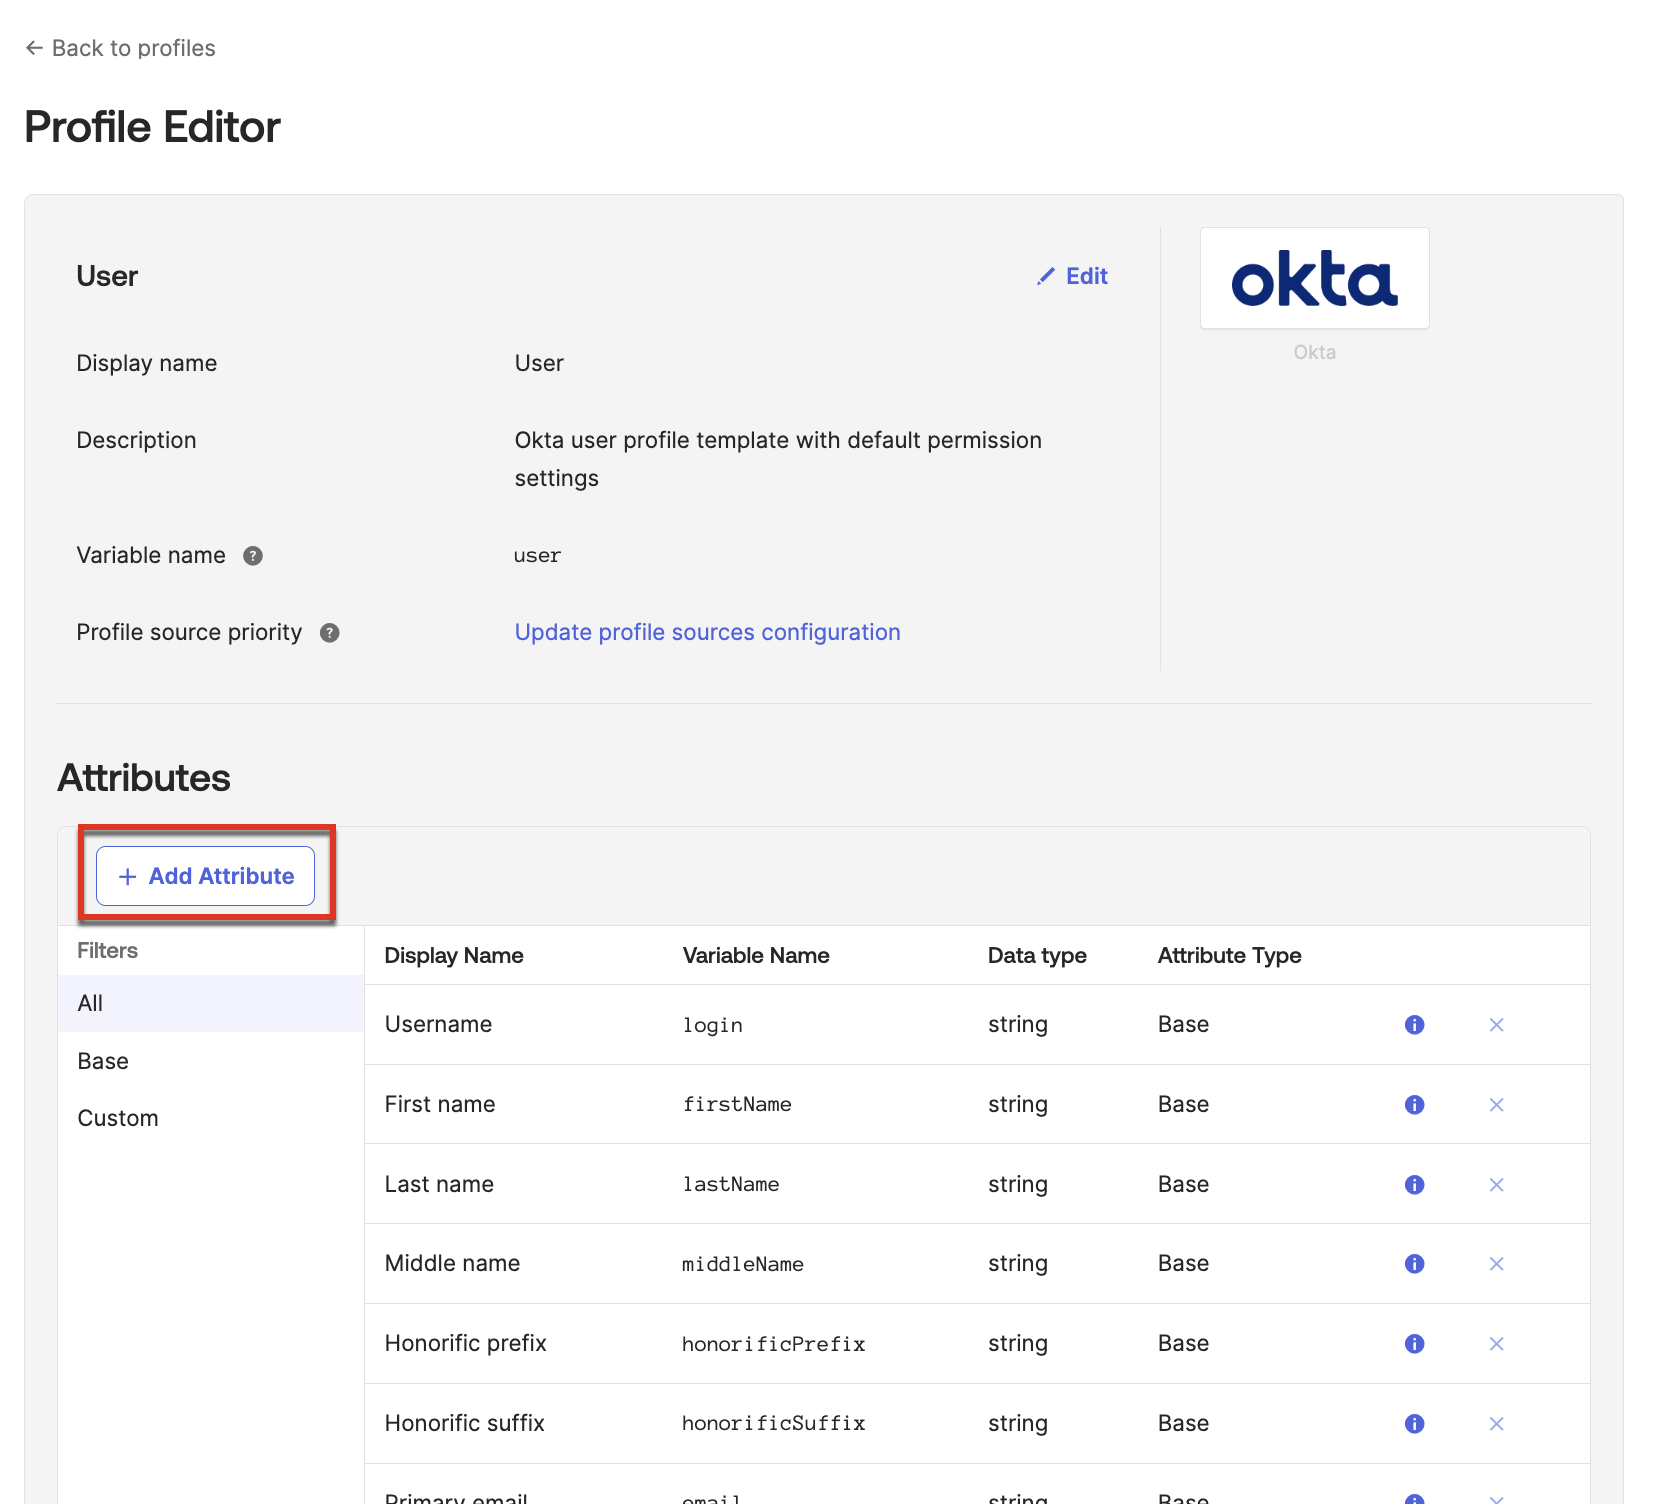 ← Back to profiles
Profile Editor
User
Edit
okta
Okta
Display name User
Description Okta user profile template with default permission
settings
Variable name ? user
Profile source priority ? Update profile sources configuration
Attributes
+ Add Attribute
Filters
All
Base
Custom
Display Name Variable Name Data type Attribute Type
Username login string Base
First name firstName string Base
Last name lastName string Base
Middle name middleName string Base
Honorific prefix honorificPrefix string Base
Honorific suffix honorificSuffix string Base
Primary email email string Base